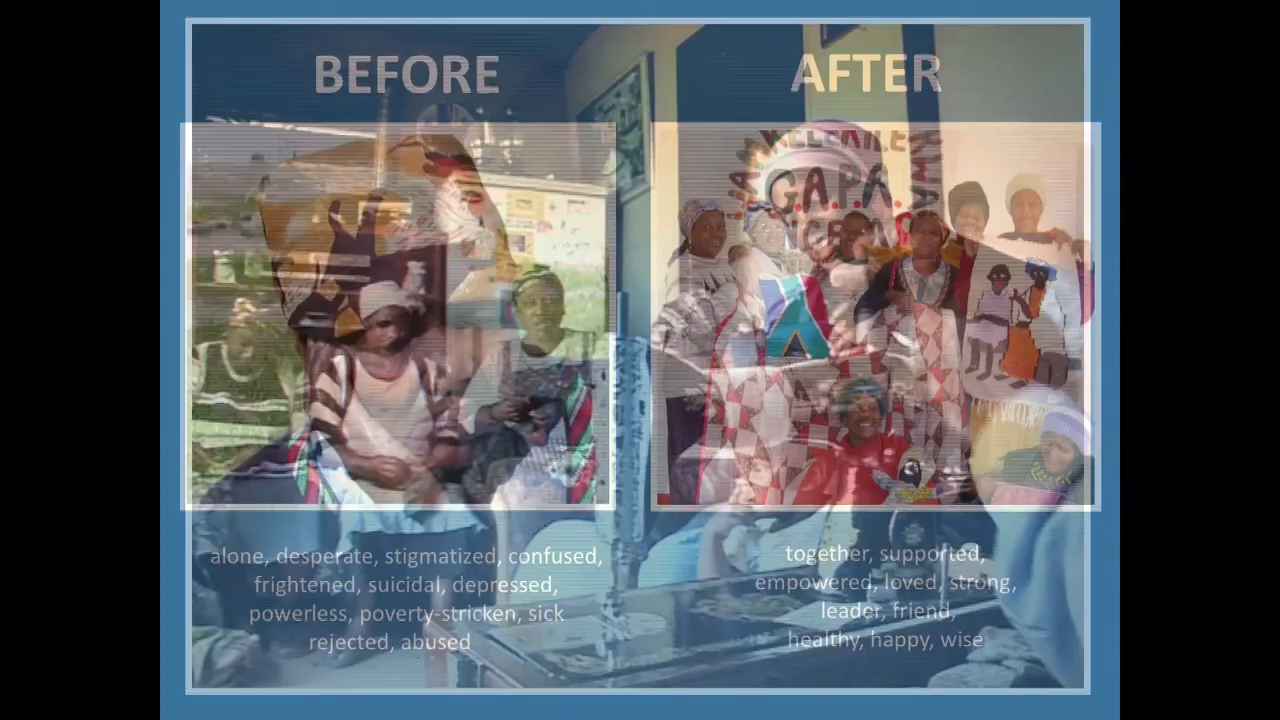 BEFORE
AFTER
G.A.P.A.
alone, desperate, stigmatized, confused,
frightened, suicidal, depressed,
powerless, poverty-stricken, sick
rejected, abused
together, supported,
empowered, loved, strong,
leader, friend,
healthy, happy, wise